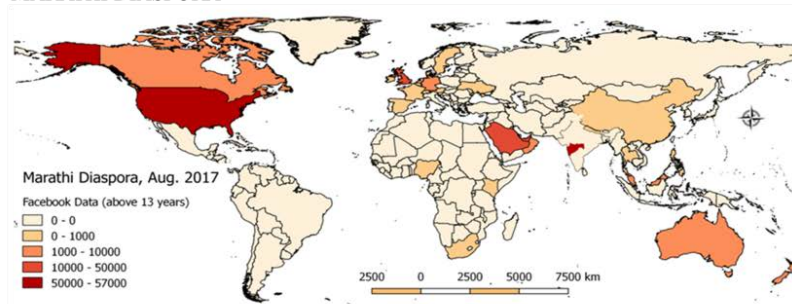 Marathi Diaspora, Aug. 2017
Facebook Data (above 13 years)
0 - 0
0 - 1000
1000 - 10000
10000 - 50000
50000 - 57000
2500 0 2500 5000 7500 km